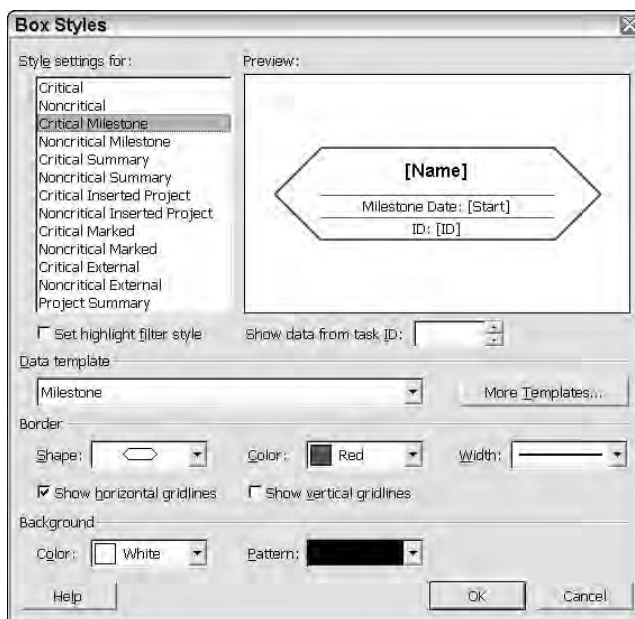 Box Styles
Style settings for:
Preview:
Critical
Noncritical
Critical Milestone
Noncritical Milestone
Critical Summary
Noncritical Summary
Critical Inserted Project
Noncritical Inserted Project
Critical Marked
Noncritical Marked
Critical External
Noncritical External
Project Summary
[Name]
Milestone Date: [Start]
ID: [ID]
Set highlight filter style
Show data from task ID:
Data template
Milestone
More Templates...
Border
Shape:
Color: Red
Width:
Show horizontal gridlines
Show vertical gridlines
Background
Color: White
Pattern:
Help
OK
Cancel